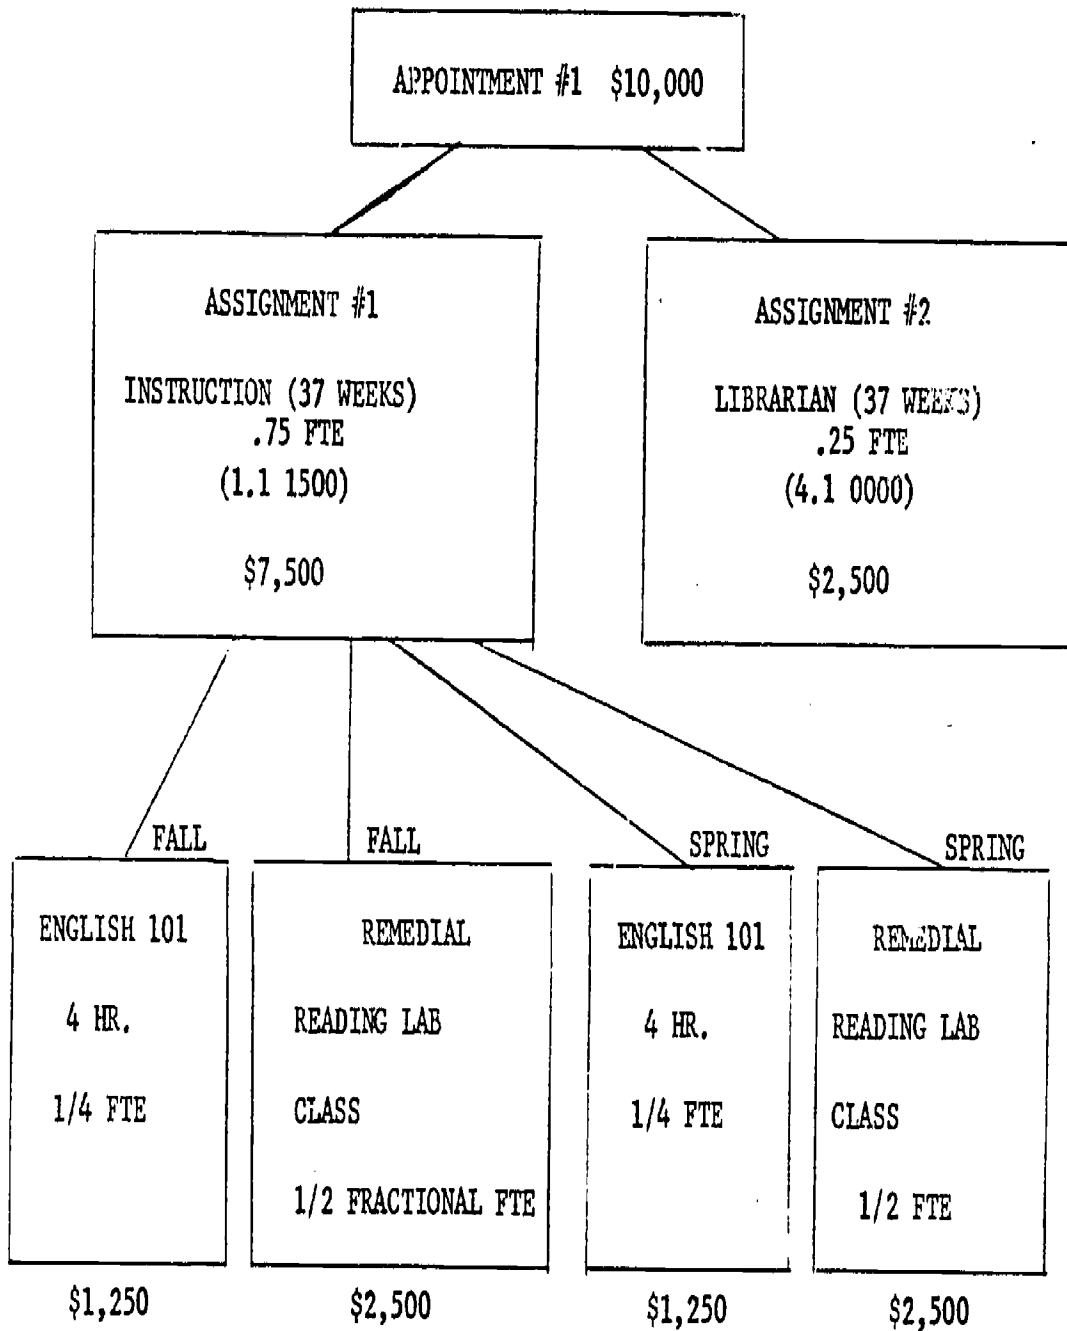 APPOINTMENT #1 $10,000
ASSIGNMENT #1
INSTRUCTION (37 WEEKS)
.75 FTE
(1.1 1500)
$7,500
ASSIGNMENT #2
LIBRARIAN (37 WEEKS)
.25 FTE
(4.1 0000)
$2,500
FALL
ENGLISH 101
4 HR.
1/4 FTE
$1,250
FALL
REMEDIAL
READING LAB
CLASS
1/2 FRACTIONAL FTE
$2,500
SPRING
ENGLISH 101
4 HR.
1/4 FTE
$1,250
SPRING
REMEDIAL
READING LAB
CLASS
1/2 FTE
$2,500